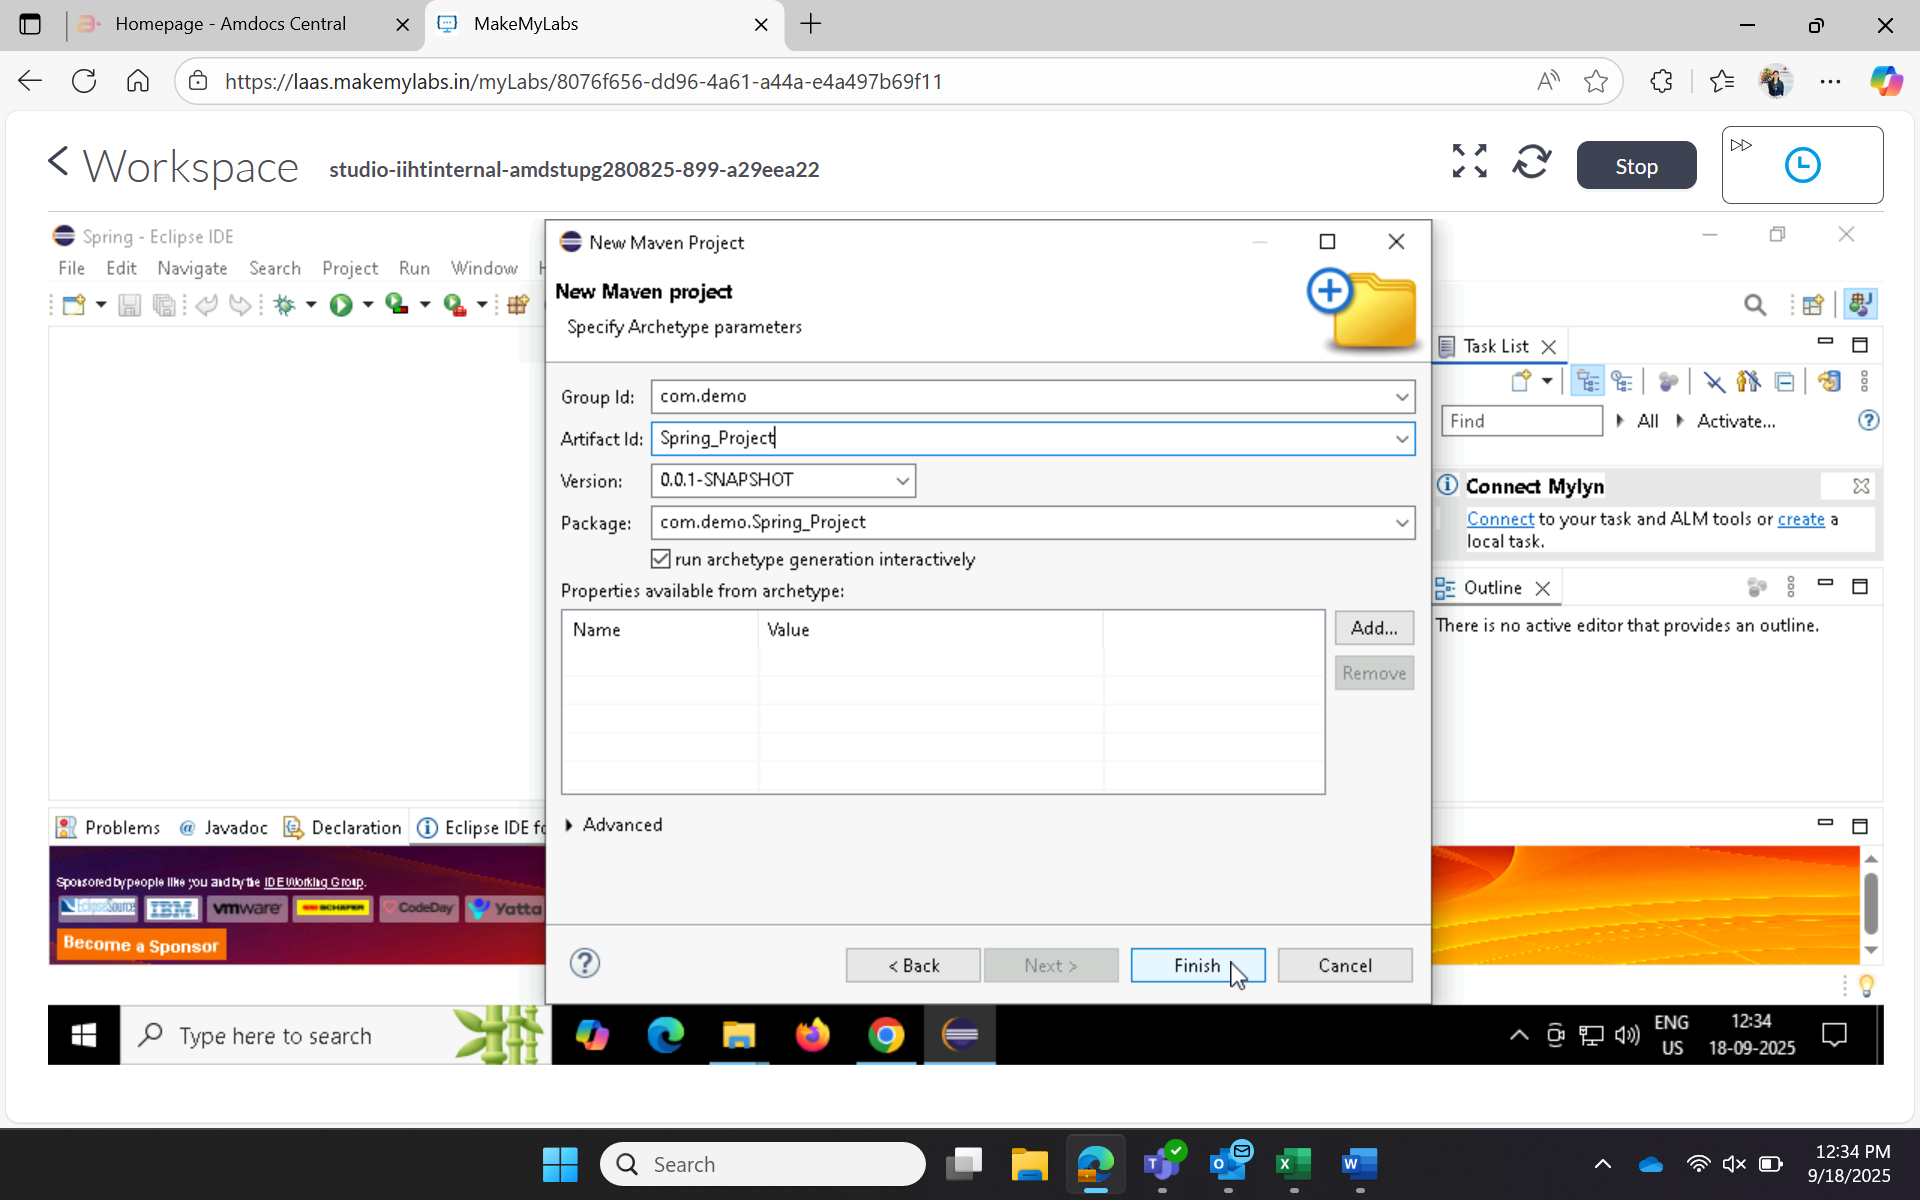 Homepage - Amdocs Central
MakeMyLabs
https://laas.makemylabs.in/myLabs/8076f656-dd96-4a61-a44a-e4a497b69f11
Workspace
studio-iihtinternal-amdstupg280825-899-a29eea22
Stop
Spring - Eclipse IDE
File Edit Navigate Search Project Run Window H
New Maven Project
New Maven project
Specify Archetype parameters
Group Id: com.demo
Artifact Id: Spring_Project
Version: 0.0.1-SNAPSHOT
Package: com.demo.Spring_Project
run archetype generation interactively
Properties available from archetype:
Name Value
Add...
Remove
Advanced
< Back Next > Finish Cancel
Task List
Find All Activate...
Connect Mylyn
Connect to your task and ALM tools or create a
local task.
Outline
There is no active editor that provides an outline.
Problems @ Javadoc Declaration Eclipse IDE fo
Sponsored by people like you and by the IDE Working Group.
EclipseSource IBM vmware SCHAFER CodeDay Yatta
Become a Sponsor
Type here to search
ENG
US
12:34
18-09-2025
Search
12:34 PM
9/18/2025